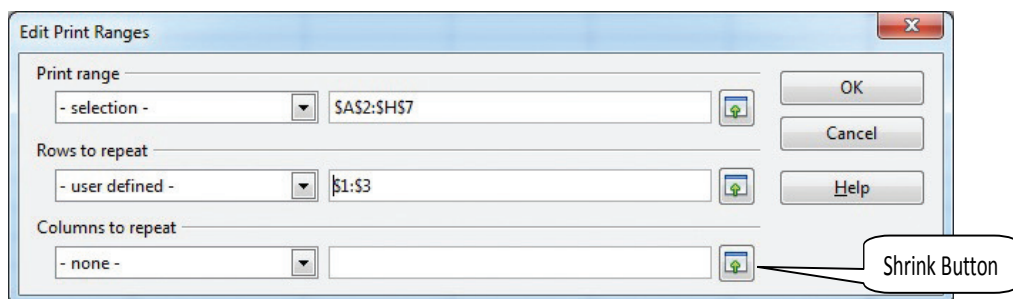 Edit Print Ranges
Print range
- selection -
$A$2:$H$7
OK
Cancel
Rows to repeat
- user defined -
$1:$3
Help
Columns to repeat
- none -
Shrink Button